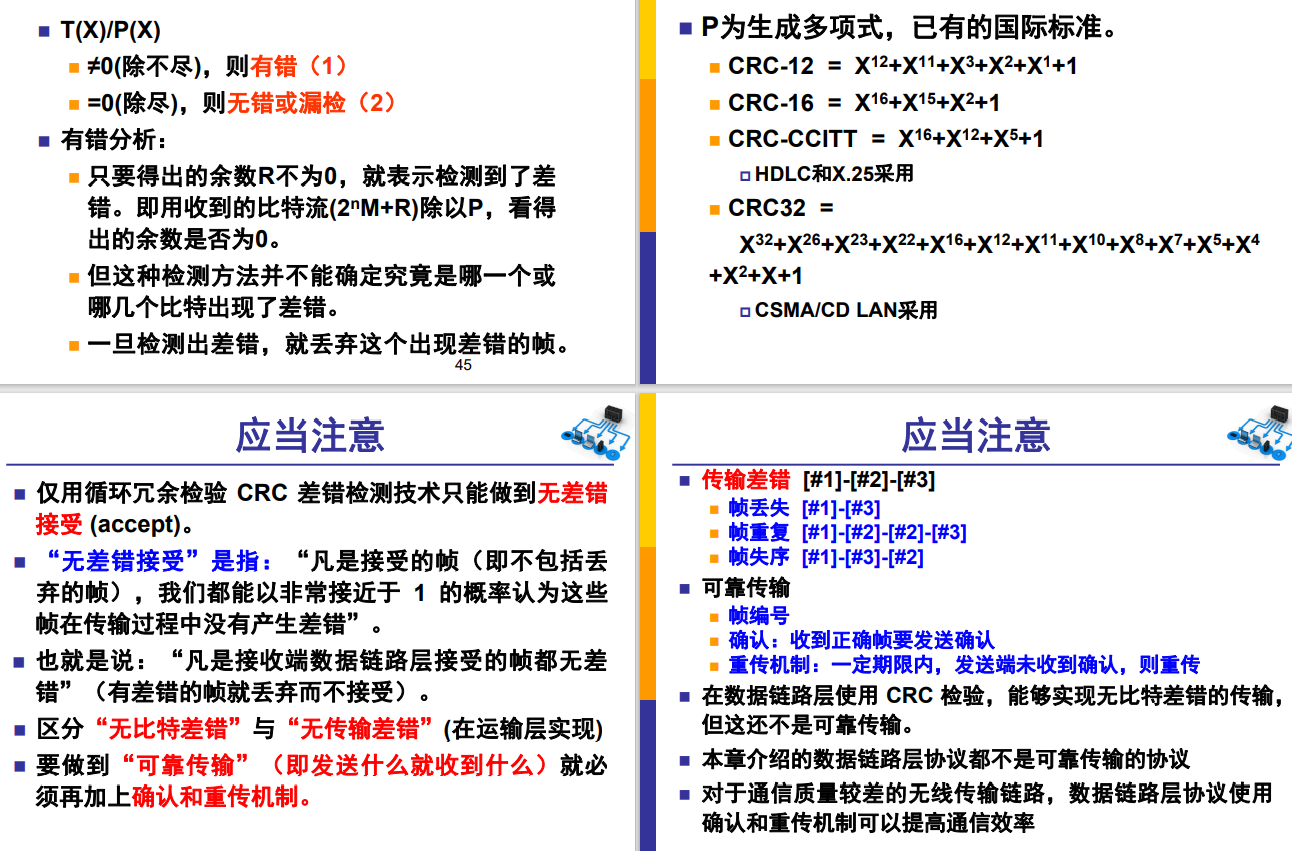 T(X)/P(X)
≠0(除不尽)，则有错（1）
=0(除尽)，则无错或漏检（2）
有错分析：
只要得出的余数R不为0，就表示检测到了差
错。即用收到的比特流(2ⁿM+R)除以P，看得
出的余数是否为0。
但这种检测方法并不能确定究竟是哪一个或
哪几个比特出现了差错。
一旦检测出差错，就丢弃这个出现差错的帧。
45
P为生成多项式，已有的国际标准。
CRC-12 = X¹²+X¹¹+X³+X²+X¹+1
CRC-16 = X¹⁶+X¹⁵+X²+1
CRC-CCITT = X¹⁶+X¹²+X⁵+1
HDLC和X.25采用
CRC32 =
X³²+X²⁶+X²³+X²²+X¹⁶+X¹²+X¹¹+X¹⁰+X⁸+X⁷+X⁵+X⁴
+X²+X+1
CSMA/CD LAN采用
应当注意
仅用循环冗余检验 CRC 差错检测技术只能做到无差错
接受 (accept)。
“无差错接受”是指：“凡是接受的帧（即不包括丢
弃的帧），我们都能以非常接近于 1 的概率认为这些
帧在传输过程中没有产生差错”。
也就是说：“凡是接收端数据链路层接受的帧都无差
错”（有差错的帧就丢弃而不接受）。
区分“无比特差错”与“无传输差错”(在运输层实现)
要做到“可靠传输”（即发送什么就收到什么）就必
须再加上确认和重传机制。
应当注意
传输差错 [#1]-[#2]-[#3]
帧丢失 [#1]-[#3]
帧重复 [#1]-[#2]-[#2]-[#3]
帧失序 [#1]-[#3]-[#2]
可靠传输
帧编号
确认：收到正确帧要发送确认
重传机制：一定期限内，发送端未收到确认，则重传
在数据链路层使用 CRC 检验，能够实现无比特差错的传输，
但这还不是可靠传输。
本章介绍的数据链路层协议都不是可靠传输的协议
对于通信质量较差的无线传输链路，数据链路层协议使用
确认和重传机制可以提高通信效率